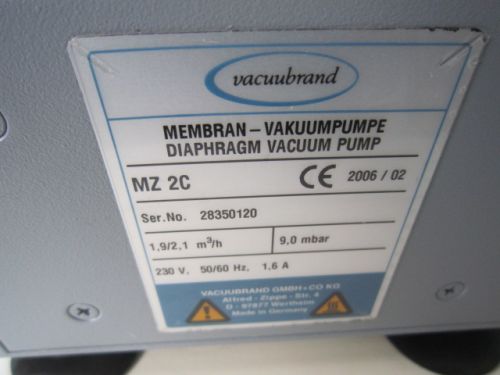 vacuubrand
MEMBRAN – VAKUUMPUMPE
DIAPHRAGM VACUUM PUMP
MZ 2C CE 2006 / 02
Ser.No. 28350120
1,9/2,1 m³/h 9,0 mbar
230 V, 50/60 Hz, 1,6 A
VACUUBRAND GMBH+CO KG
Alfred - Zippe - Str. 4
D - 97877 Wertheim
Made in Germany